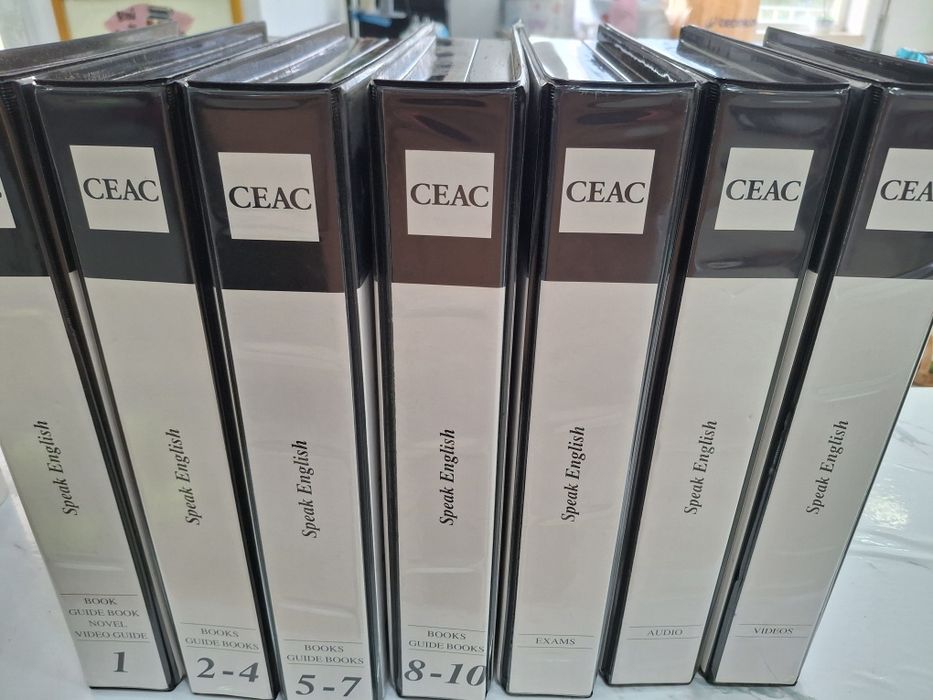 Speak English
BOOK
GUIDE BOOK
NOVEL
VIDEO GUIDE
1
CEAC
Speak English
BOOKS
GUIDE BOOKS
2-4
CEAC
Speak English
BOOKS
GUIDE BOOKS
5-7
CEAC
Speak English
BOOKS
GUIDE BOOKS
8-10
CEAC
Speak English
EXAMS
CEAC
Speak English
AUDIO
CEA
Speak English
VIDEOS